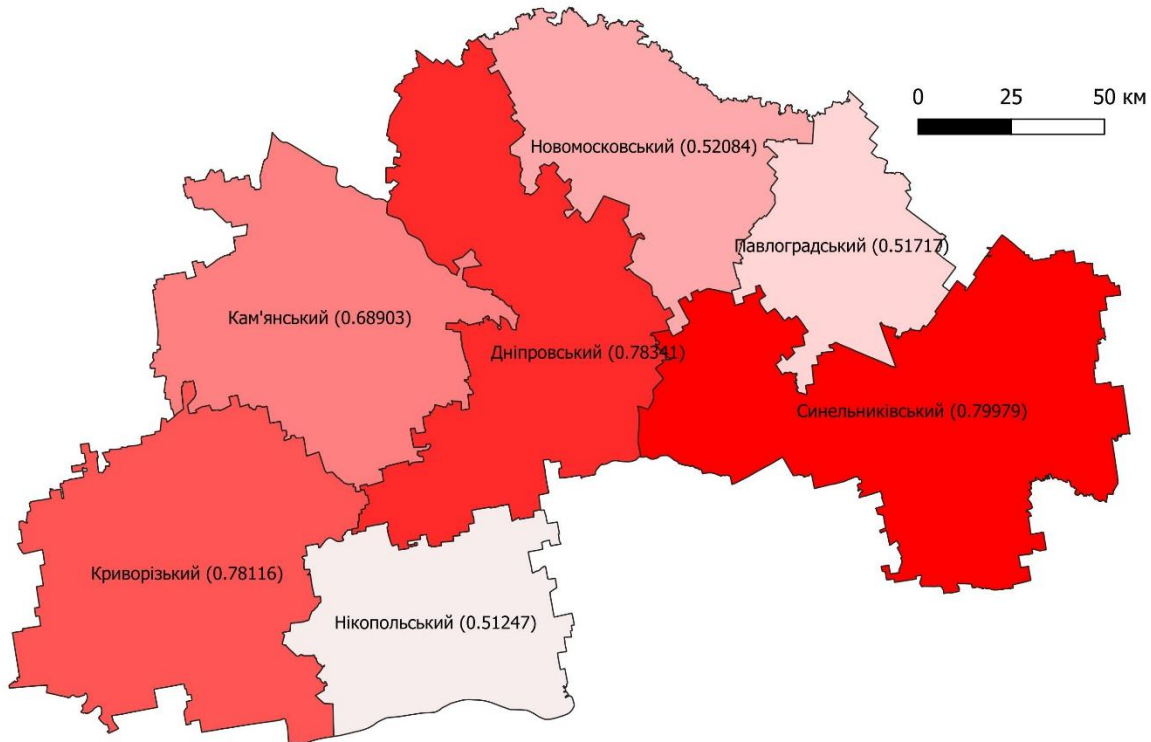 0 25 50 км
Новомосковський (0.52084)
Павлоградський (0.51717)
Кам'янський (0.68903)
Дніпровський (0.78341)
Синельниківський (0.79979)
Криворізький (0.78116)
Нікопольський (0.51247)